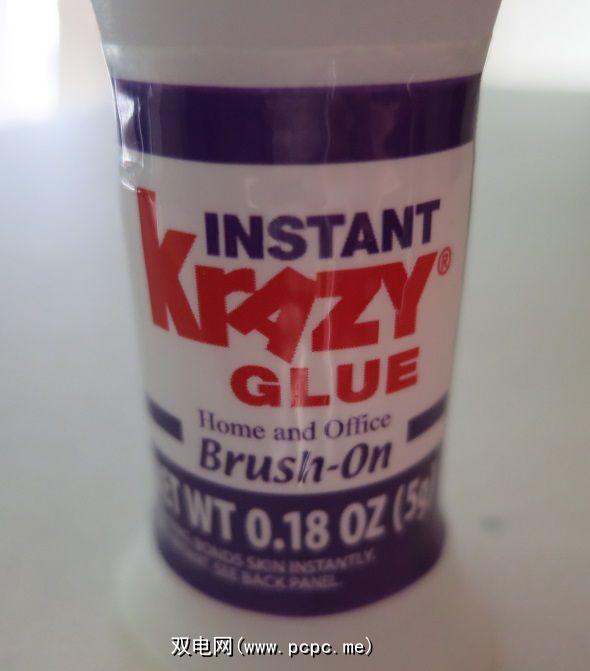 INSTANT
KRAZY®
GLUE
Home and Office
Brush-On
WT 0.18 OZ (5g)
BONDS SKIN INSTANTLY.
SEE BACK PANEL.
双电网(www.pcpc.me)